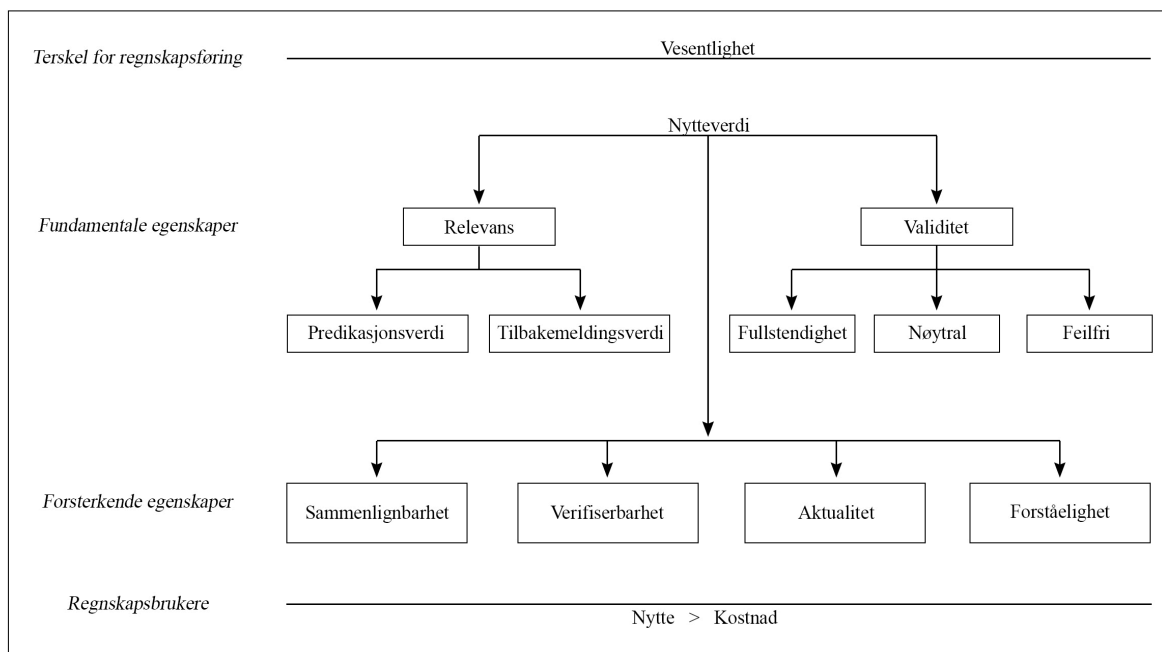 Vesentlighet
Terskel for regnskapsføring
Nytteverdi
Fundamentale egenskaper
Relevans
Validitet
Predikasjonsverdi
Tilbakemeldingsverdi
Fullstendighet
Nøytral
Feilfri
Forsterkende egenskaper
Sammenlignbarhet
Verifiserbarhet
Aktualitet
Forståelighet
Regnskapsbrukere
Nytte > Kostnad